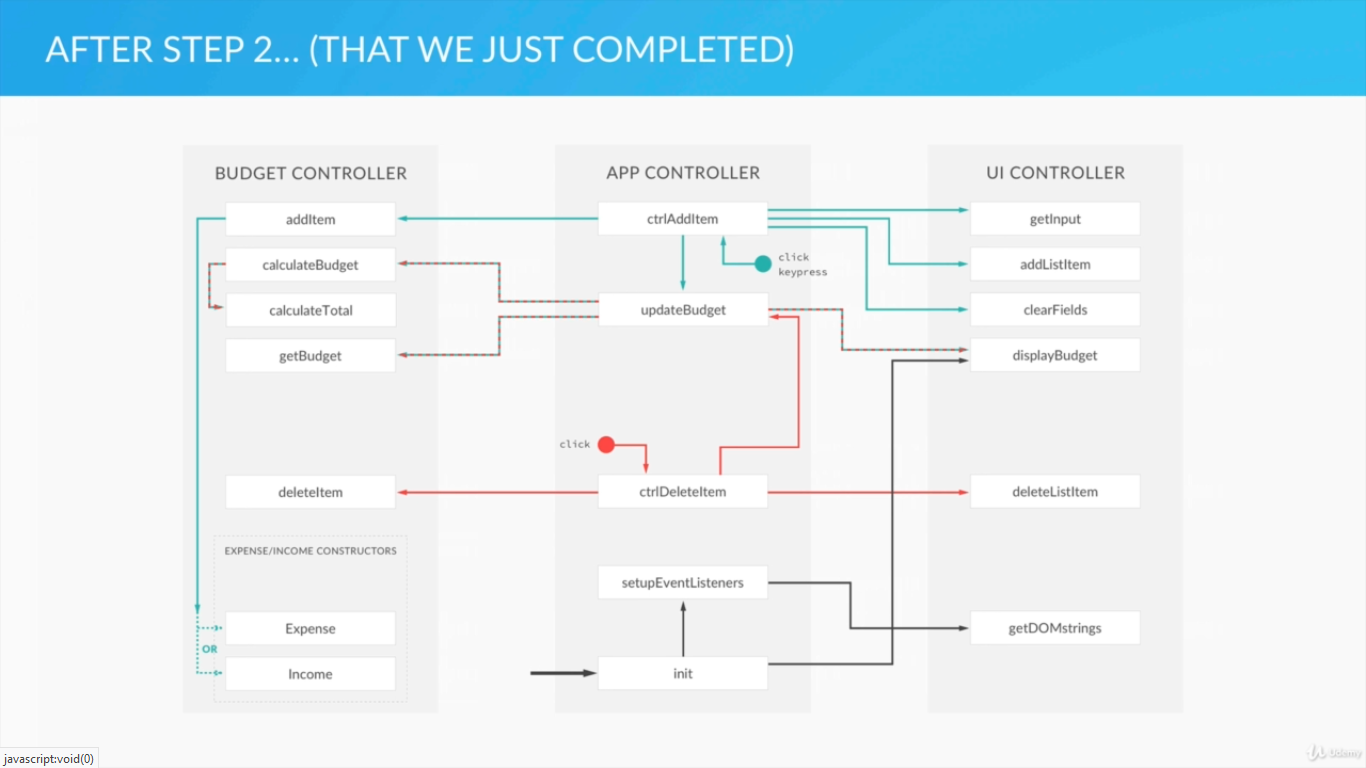 AFTER STEP 2... (THAT WE JUST COMPLETED)
BUDGET CONTROLLER
addItem
calculateBudget
calculateTotal
getBudget
deleteItem
EXPENSE/INCOME CONSTRUCTORS
Expense
OR
Income
APP CONTROLLER
ctrlAddItem
click
keypress
updateBudget
click
ctrlDeleteItem
setupEventListeners
init
UI CONTROLLER
getInput
addListItem
clearFields
displayBudget
deleteListItem
getDOMstrings
javascript:void(0)
Udemy